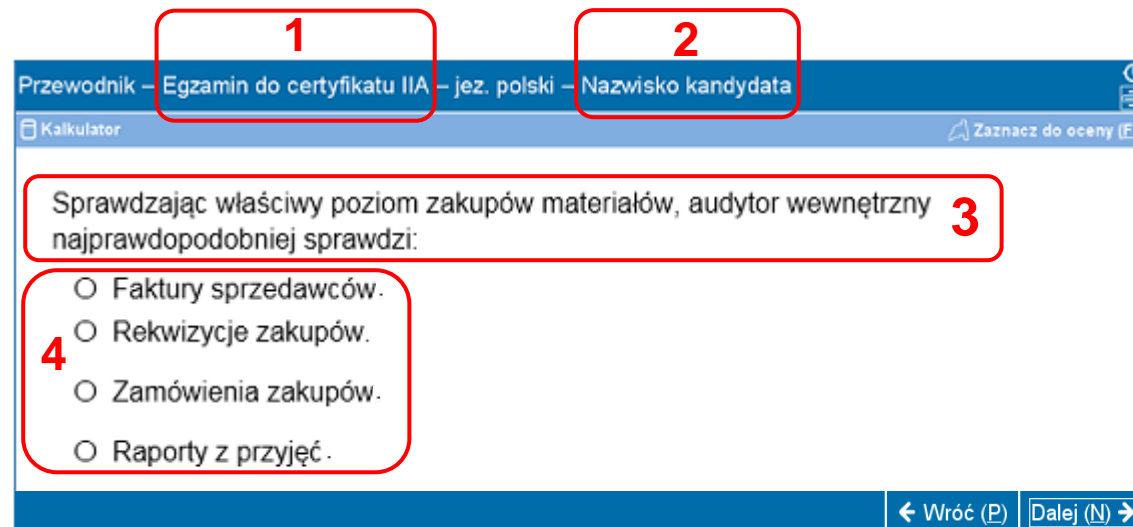 1
2
Przewodnik – Egzamin do certyfikatu IIA – jez. polski – Nazwisko kandydata
Kalkulator
Zaznacz do oceny (F
Sprawdzając właściwy poziom zakupów materiałów, audytor wewnętrzny
najprawdopodobniej sprawdzi:
3
Faktury sprzedawców.
Rekwizycje zakupów.
4
Zamówienia zakupów.
Raporty z przyjęć.
Wróć (P)
Dalej (N)